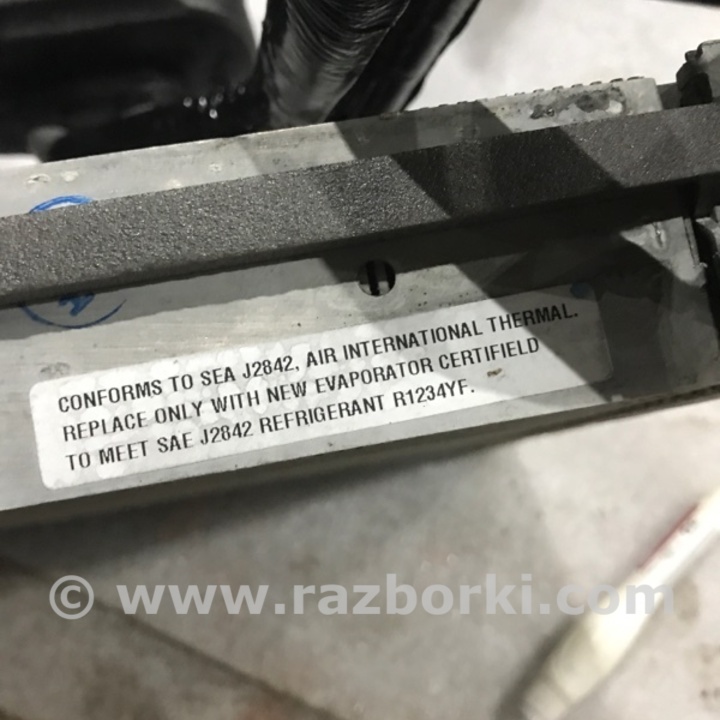 CONFORMS TO SEA J2842, AIR INTERNATIONAL THERMAL.
REPLACE ONLY WITH NEW EVAPORATOR CERTIFIELD
TO MEET SAE J2842 REFRIGERANT R1234YF.
© www.razborki.com